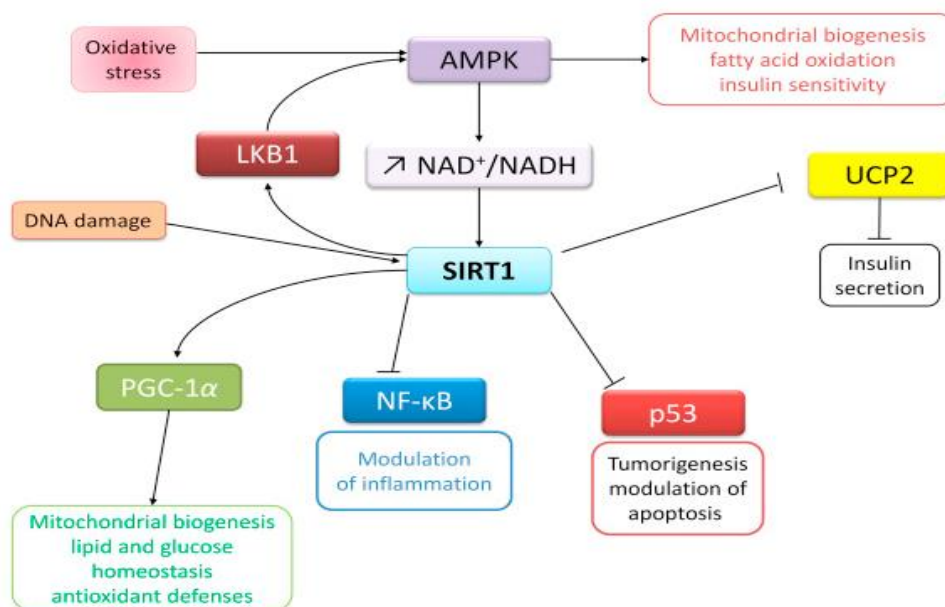 Oxidative
stress
AMPK
Mitochondrial biogenesis
fatty acid oxidation
insulin sensitivity
LKB1
↗ NAD⁺/NADH
UCP2
DNA damage
SIRT1
Insulin
secretion
PGC-1α
NF-κB
p53
Modulation
of inflammation
Tumorigenesis
modulation of
apoptosis
Mitochondrial biogenesis
lipid and glucose
homeostasis
antioxidant defenses